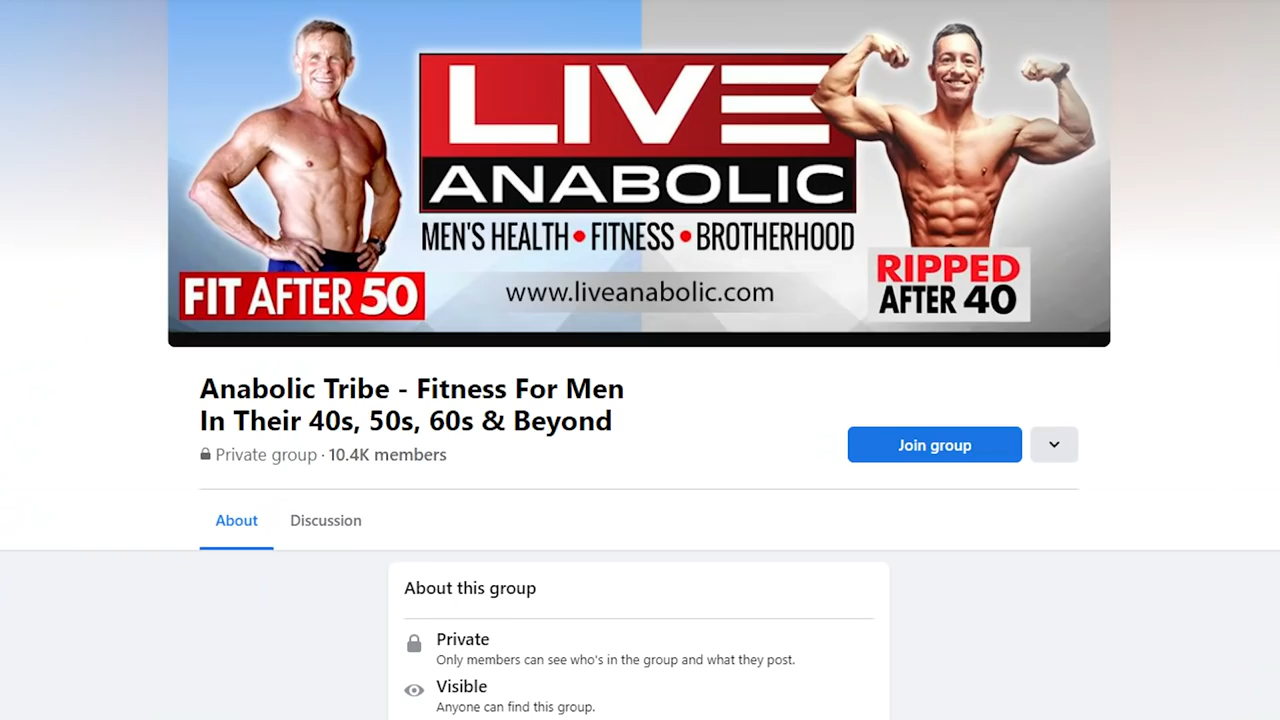 LIVE
ANABOLIC
MEN'S HEALTH • FITNESS • BROTHERHOOD
www.liveanabolic.com
FIT AFTER 50
RIPPED
AFTER 40
Anabolic Tribe - Fitness For Men
In Their 40s, 50s, 60s & Beyond
Private group · 10.4K members
Join group
About
Discussion
About this group
Private
Only members can see who's in the group and what they post.
Visible
Anyone can find this group.